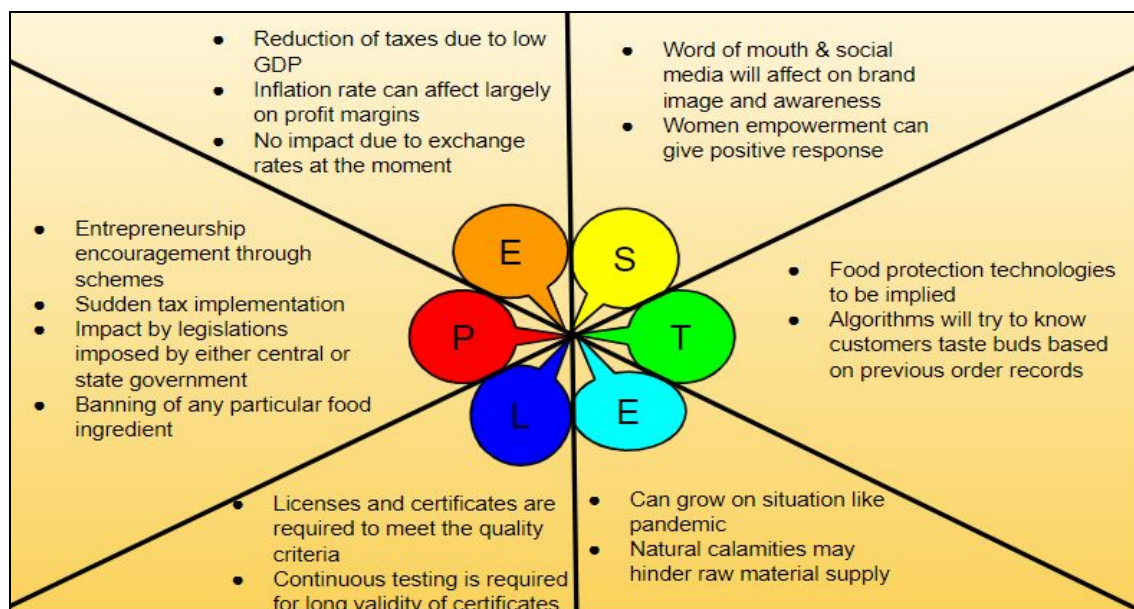 ● Reduction of taxes due to low
GDP
● Inflation rate can affect largely
on profit margins
● No impact due to exchange
rates at the moment
● Word of mouth & social
media will affect on brand
image and awareness
● Women empowerment can
give positive response
● Entrepreneurship
encouragement through
schemes
● Sudden tax implementation
● Impact by legislations
imposed by either central or
state government
● Banning of any particular food
ingredient
E
S
P
T
L
E
● Food protection technologies
to be implied
● Algorithms will try to know
customers taste buds based
on previous order records
● Licenses and certificates are
required to meet the quality
criteria
● Continuous testing is required
for long validity of certificates
● Can grow on situation like
pandemic
● Natural calamities may
hinder raw material supply